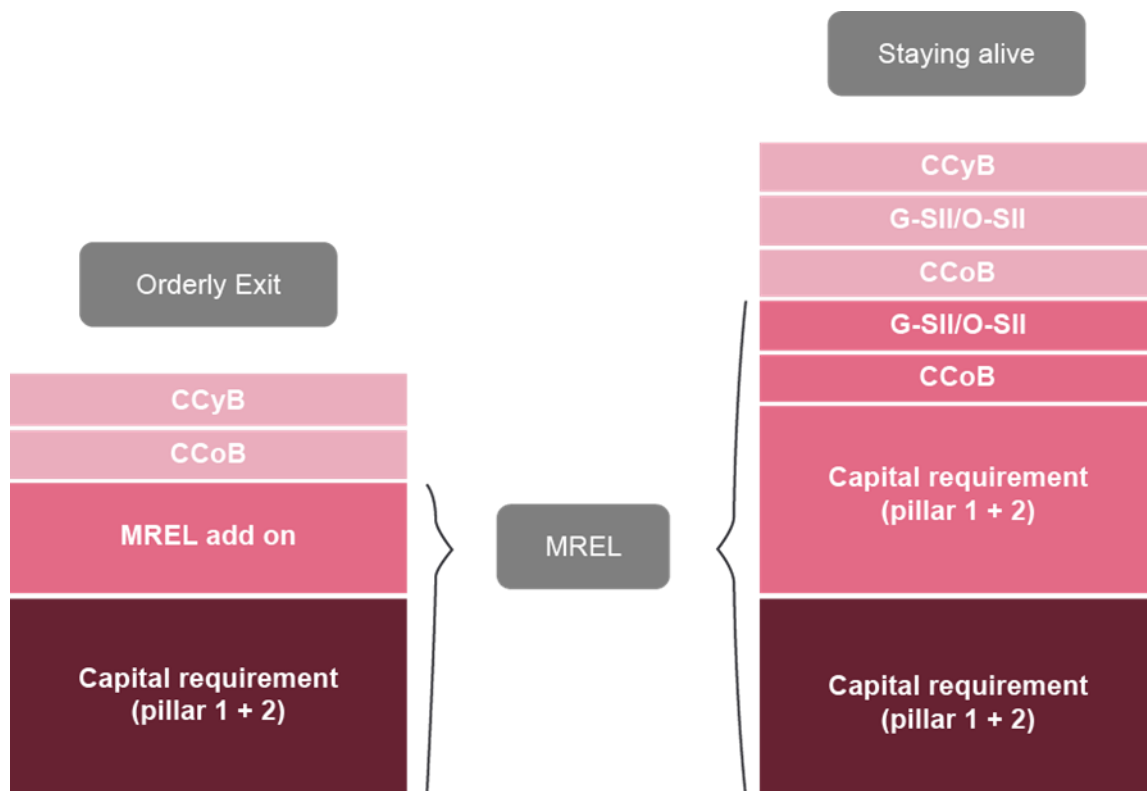 Orderly Exit
CCyB
CCoB
MREL add on
Capital requirement
(pillar 1 + 2)
MREL
Staying alive
CCyB
G-SII/O-SII
CCoB
G-SII/O-SII
CCoB
Capital requirement
(pillar 1 + 2)
Capital requirement
(pillar 1 + 2)